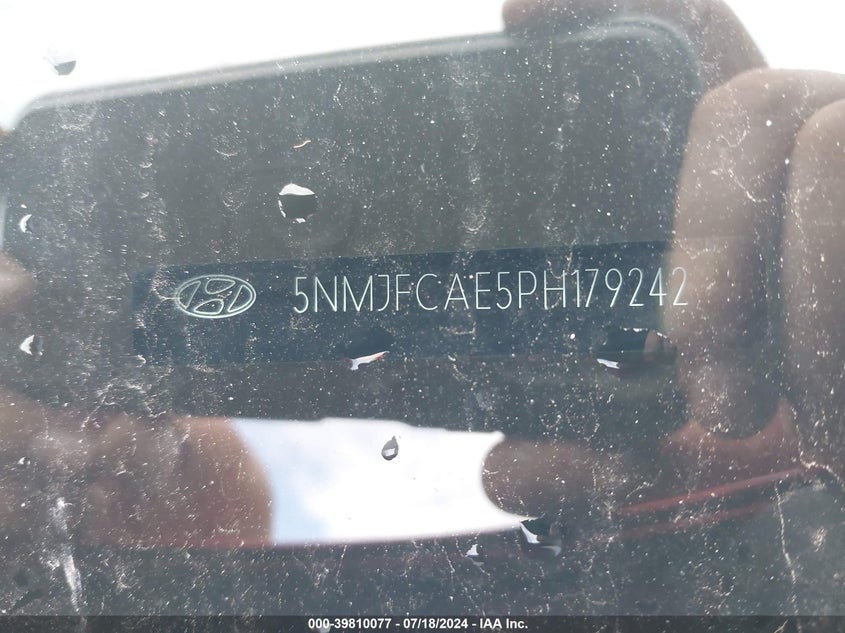 5NMJFCAE5PH179242
000-39810077 - 07/18/2024 - IAA Inc.